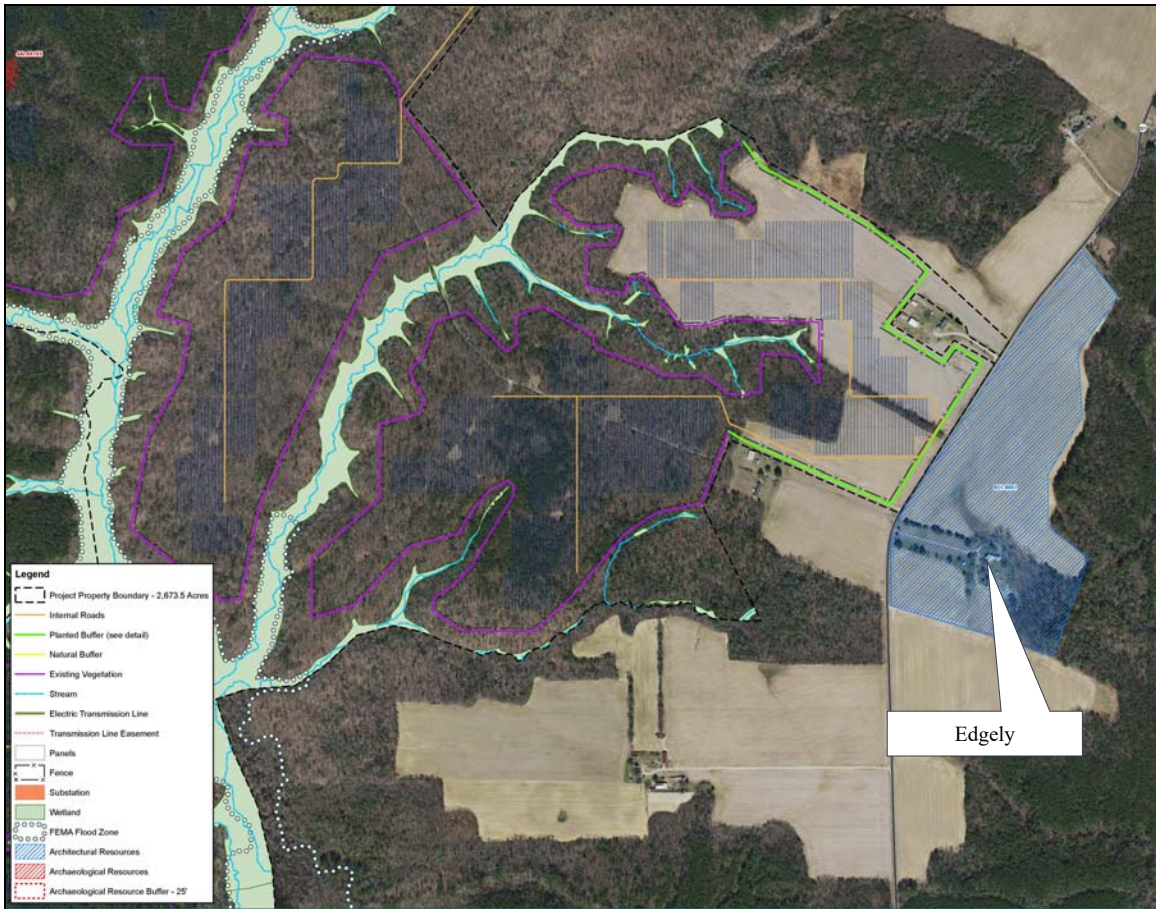 Legend
Project Property Boundary - 2,673.5 Acres
Internal Roads
Planted Buffer (see detail)
Natural Buffer
Existing Vegetation
Stream
Electric Transmission Line
Transmission Line Easement
Panels
Fence
Substation
Wetland
FEMA Flood Zone
Architectural Resources
Archaeological Resources
Archaeological Resource Buffer - 25'
Edgely